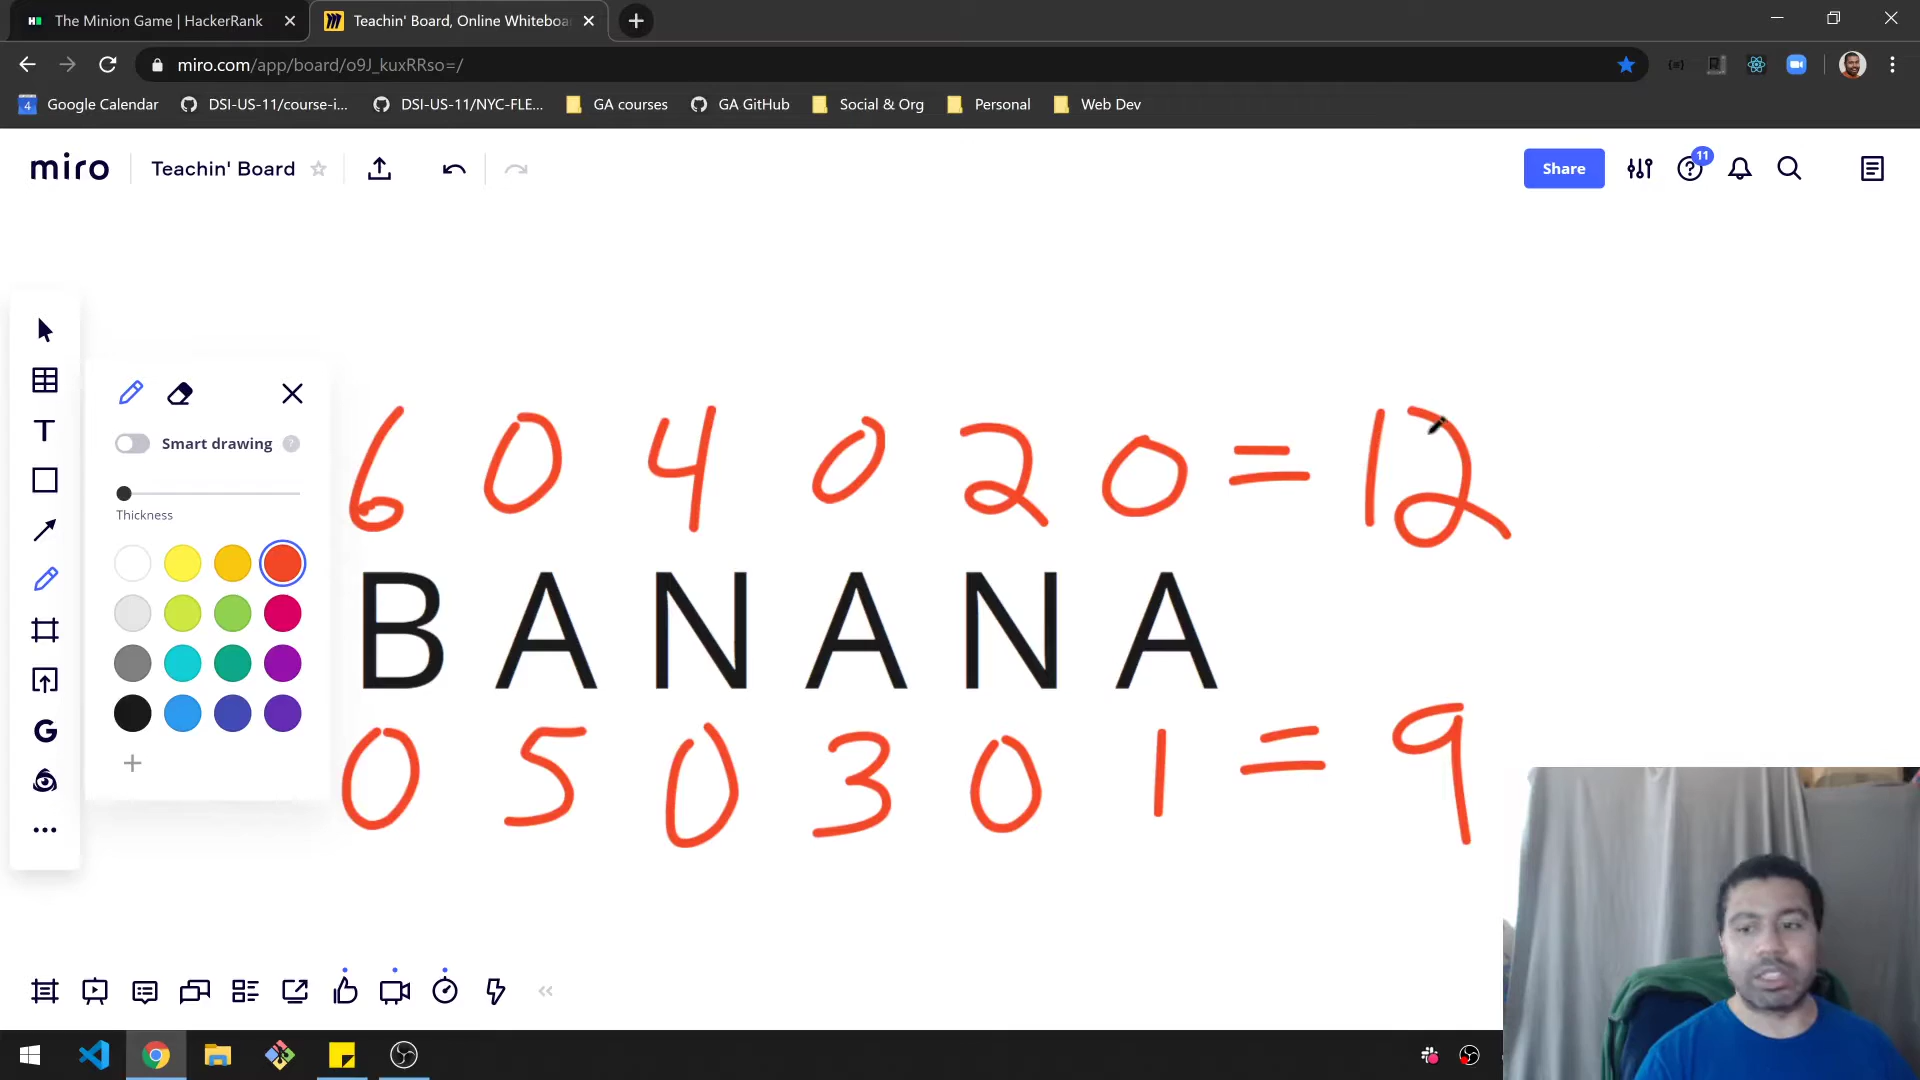 The Minion Game | HackerRank
Teachin' Board, Online Whiteboa
miro.com/app/board/o9J_kuxRRso=/
4 Google Calendar DSI-US-11/course-i... DSI-US-11/NYC-FLE... GA courses GA GitHub Social & Org Personal Web Dev
miro Teachin' Board Share 11
Smart drawing ?
Thickness
6 0 4 0 2 0 = 12
B A N A N A
0 5 0 3 0 1 = 9